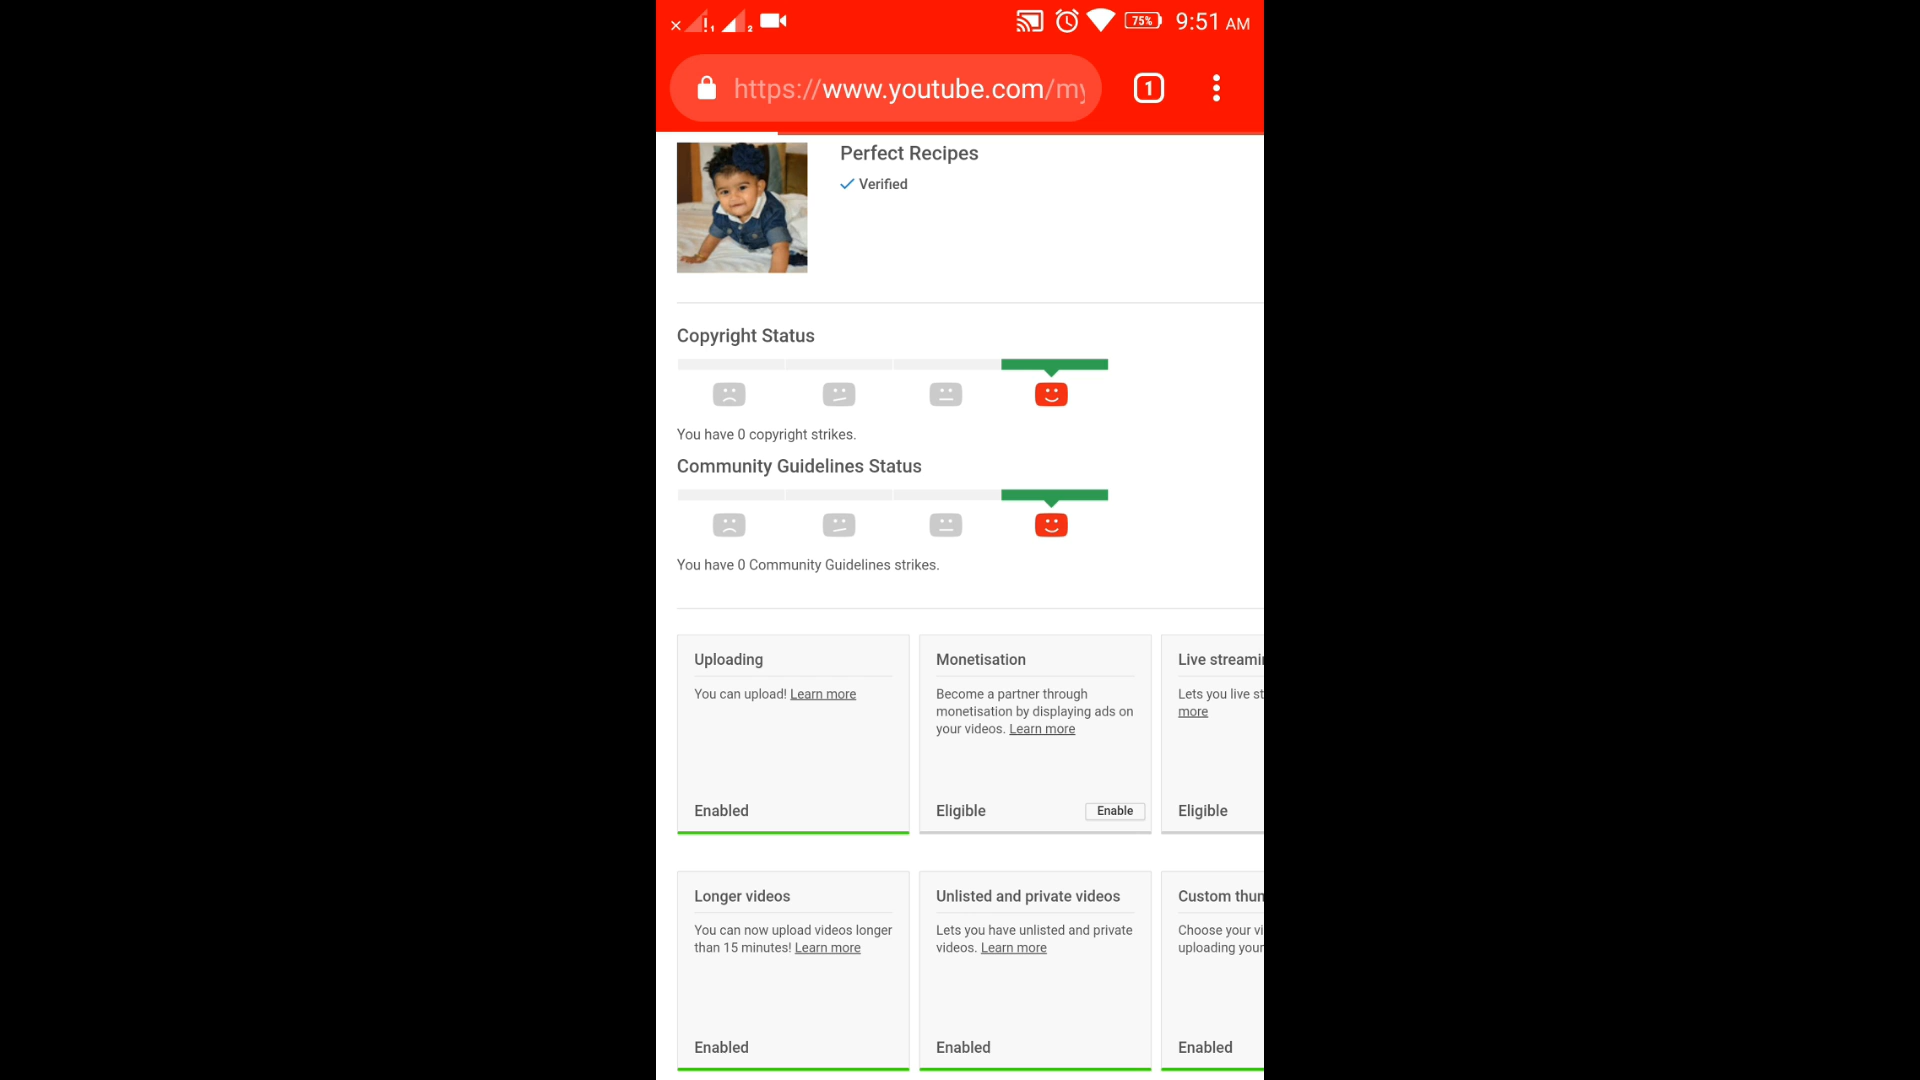 9:51 AM
75%
1
2
https://www.youtube.com/my
1
Perfect Recipes
Verified
Copyright Status
You have 0 copyright strikes.
Community Guidelines Status
You have 0 Community Guidelines strikes.
Uploading
You can upload! Learn more
Enabled
Monetisation
Become a partner through
monetisation by displaying ads on
your videos. Learn more
Eligible
Enable
Live streami
Lets you live st
more
Eligible
Longer videos
You can now upload videos longer
than 15 minutes! Learn more
Enabled
Unlisted and private videos
Lets you have unlisted and private
videos. Learn more
Enabled
Custom thun
Choose your vi
uploading your
Enabled